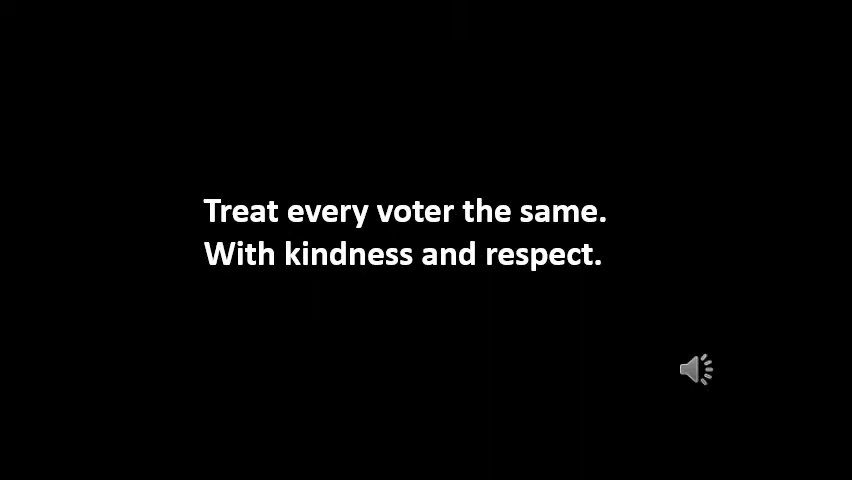 Treat every voter the same.
With kindness and respect.